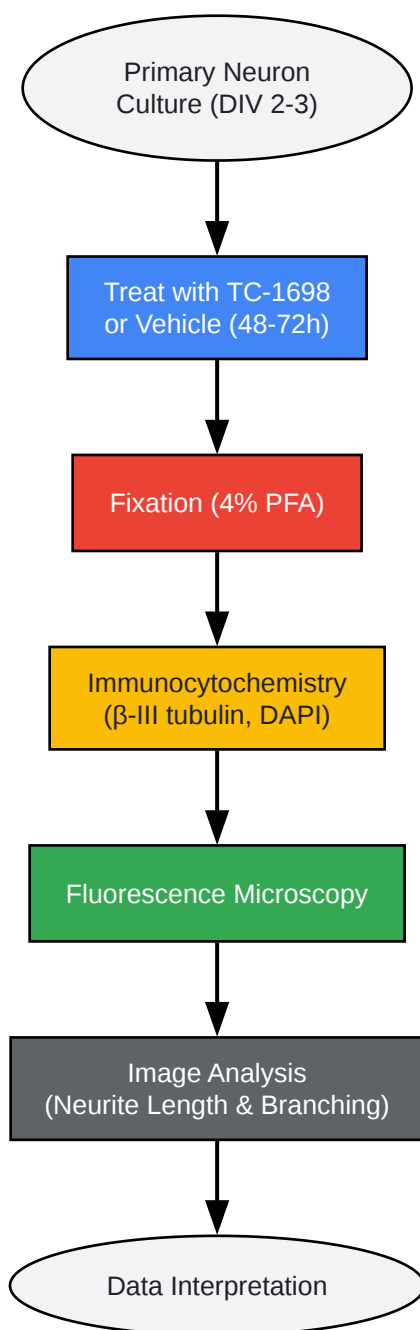 Primary Neuron
Culture (DIV 2-3)
Treat with TC-1698
or Vehicle (48-72h)
Fixation (4% PFA)
Immunocytochemistry
(β-III tubulin, DAPI)
Fluorescence Microscopy
Image Analysis
(Neurite Length & Branching)
Data Interpretation